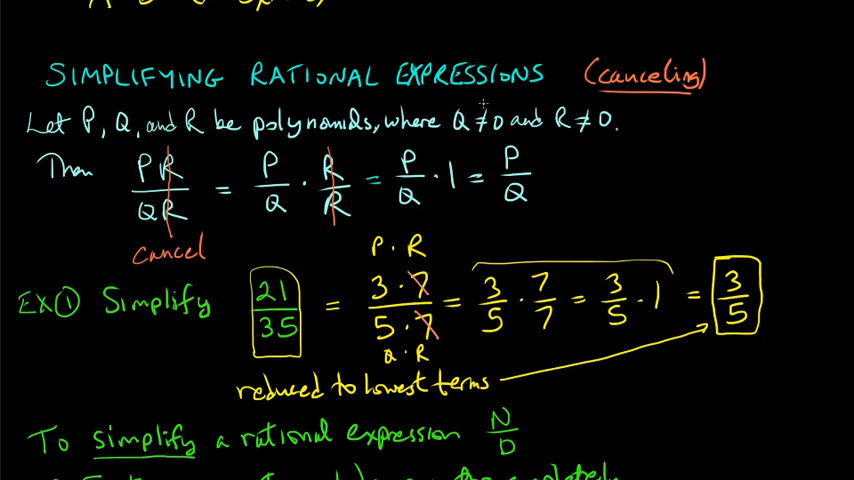 SIMPLIFYING RATIONAL EXPRESSIONS (canceling)
Let P, Q, and R be polynomials, where Q ≠ 0 and R ≠ 0.
Then PR/QR = P/Q · R/R = P/Q · 1 = P/Q
cancel
P · R
EX① Simplify 21/35 = 3 · 7/5 · 7 = 3/5 · 7/7 = 3/5 · 1 = 3/5
Q · R
reduced to lowest terms
To simplify a rational expression N/D